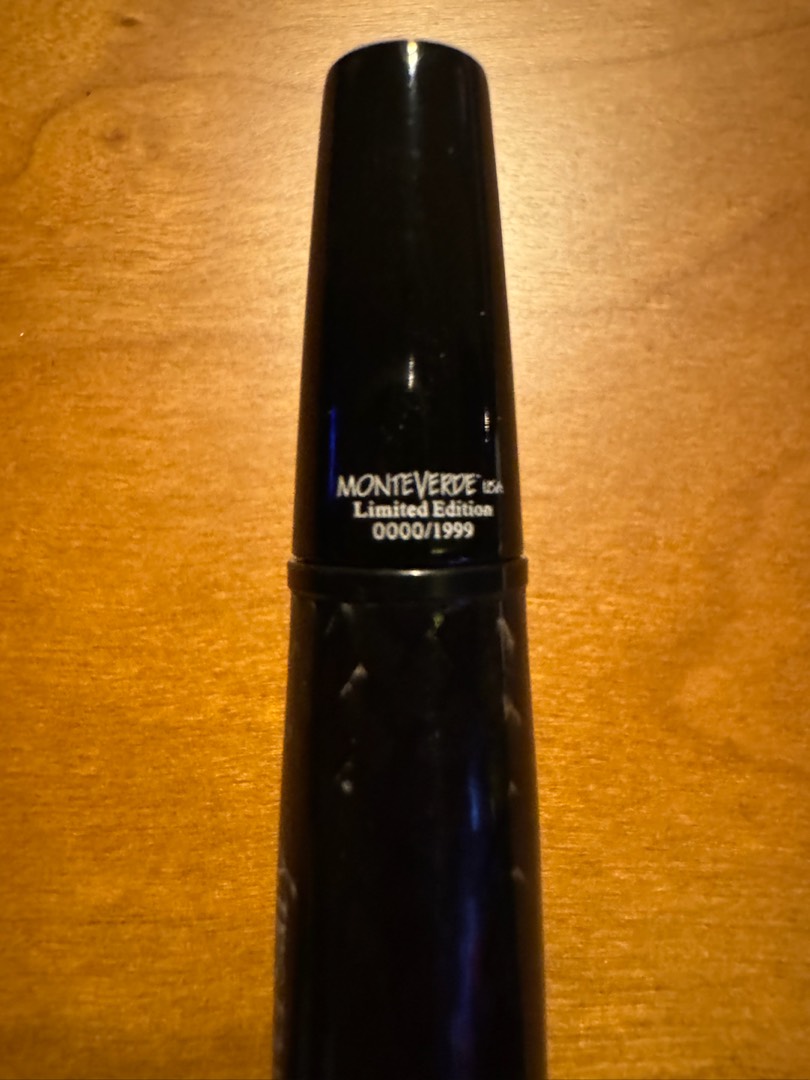 MONTEVERDE USA
Limited Edition
0000/1999